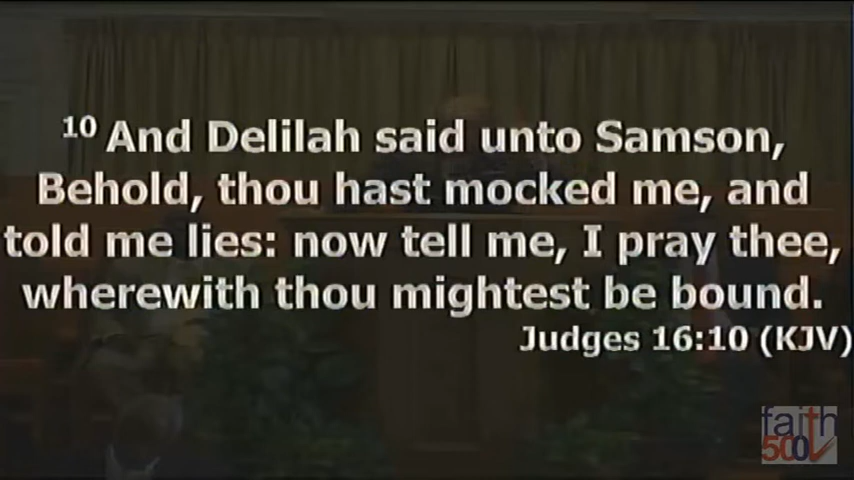 10 And Delilah said unto Samson,
Behold, thou hast mocked me, and
told me lies: now tell me, I pray thee,
wherewith thou mightest be bound.
Judges 16:10 (KJV)
faith
500